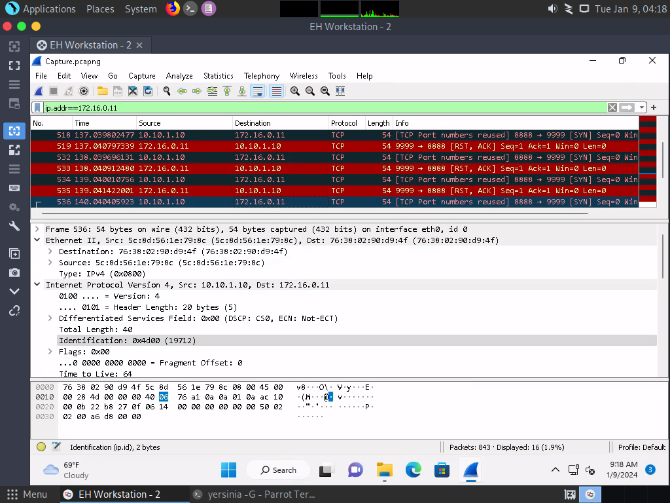 Applications Places System Tue Jan 9, 04:18
EH Workstation - 2
EH Workstation - 2 ×
Capture.pcapng
File Edit View Go Capture Analyze Statistics Telephony Wireless Tools Help
ip.addr==172.16.0.11
No. Time Source Destination Protocol Length Info
518 137.039802477 10.10.1.10 172.16.0.11 TCP 54 [TCP Port numbers reused] 8888 → 9999 [SYN] Seq=0 Win
519 137.040797339 172.16.0.11 10.10.1.10 TCP 54 9999 → 8888 [RST, ACK] Seq=1 Ack=1 Win=0 Len=0
532 138.039696131 10.10.1.10 172.16.0.11 TCP 54 [TCP Port numbers reused] 8888 → 9999 [SYN] Seq=0 Win
533 138.040912480 172.16.0.11 10.10.1.10 TCP 54 9999 → 8888 [RST, ACK] Seq=1 Ack=1 Win=0 Len=0
534 139.040010756 10.10.1.10 172.16.0.11 TCP 54 [TCP Port numbers reused] 8888 → 9999 [SYN] Seq=0 Win
535 139.041422001 172.16.0.11 10.10.1.10 TCP 54 9999 → 8888 [RST, ACK] Seq=1 Ack=1 Win=0 Len=0
536 140.040405923 10.10.1.10 172.16.0.11 TCP 54 [TCP Port numbers reused] 8888 → 9999 [SYN] Seq=0 Win
Frame 536: 54 bytes on wire (432 bits), 54 bytes captured (432 bits) on interface eth0, id 0
Ethernet II, Src: 5c:8d:56:1e:79:8c (5c:8d:56:1e:79:8c), Dst: 76:38:02:90:d9:4f (76:38:02:90:d9:4f)
Destination: 76:38:02:90:d9:4f (76:38:02:90:d9:4f)
Source: 5c:8d:56:1e:79:8c (5c:8d:56:1e:79:8c)
Type: IPv4 (0x0800)
Internet Protocol Version 4, Src: 10.10.1.10, Dst: 172.16.0.11
0100 .... = Version: 4
.... 0101 = Header Length: 20 bytes (5)
Differentiated Services Field: 0x00 (DSCP: CS0, ECN: Not-ECT)
Total Length: 40
Identification: 0x4d00 (19712)
Flags: 0x00
...0 0000 0000 0000 = Fragment Offset: 0
Time to Live: 64
0000 76 38 02 90 d9 4f 5c 8d 56 1e 79 8c 08 00 45 00 v8···O\· V·y···E·
0010 00 28 4d 00 00 00 40 06 76 a1 0a 0a 01 0a ac 10 ·(M···@· v·······
0020 00 0b 22 b8 27 0f 06 14 00 00 00 00 00 00 50 02 ··"·'··· ······P·
0030 02 00 a6 d8 00 00 ······
Identification (ip.id), 2 bytes Packets: 843 · Displayed: 16 (1.9%) Profile: Default
69°F
Cloudy
Search
9:18 AM
1/9/2024
3
Menu EH Workstation - 2 yersinia -G - Parrot Ter...